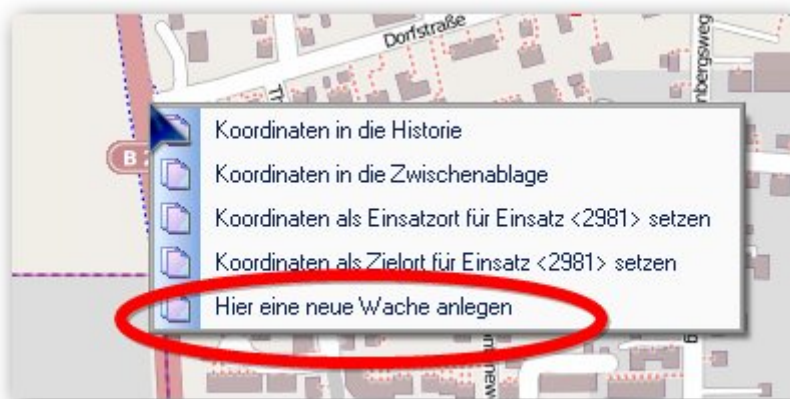 Dorfstraße
Koordinaten in die Historie
B
Koordinaten in die Zwischenablage
Koordinaten als Einsatzort für Einsatz <2981> setzen
Koordinaten als Zielort für Einsatz <2981> setzen
Hier eine neue Wache anlegen